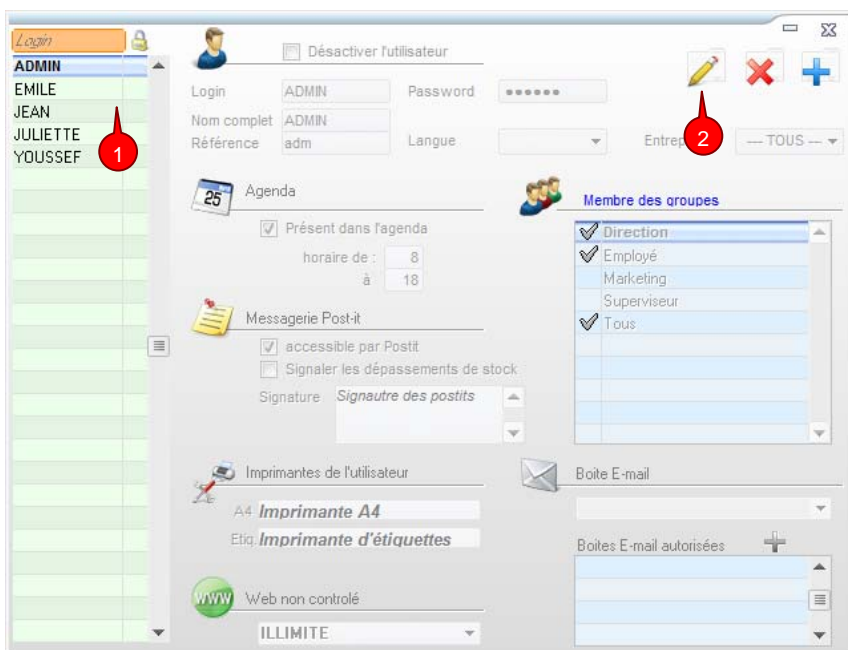 Login
ADMIN
EMILE
JEAN
JULIETTE
YOUSSEF
1
Désactiver l'utilisateur
Login ADMIN Password ●●●●●●
Nom complet ADMIN
Référence adm Langue Entrep 2 --- TOUS ---
25 Agenda
Présent dans l'agenda
horaire de : 8
à 18
Messagerie Post-it
accessible par Postit
Signaler les dépassements de stock
Signature Signautre des postits
Imprimantes de l'utilisateur
A4 Imprimante A4
Etiq. Imprimante d'étiquettes
www Web non controlé
ILLIMITE
Membre des groupes
Direction
Employé
Marketing
Superviseur
Tous
Boite E-mail
Boites E-mail autorisées